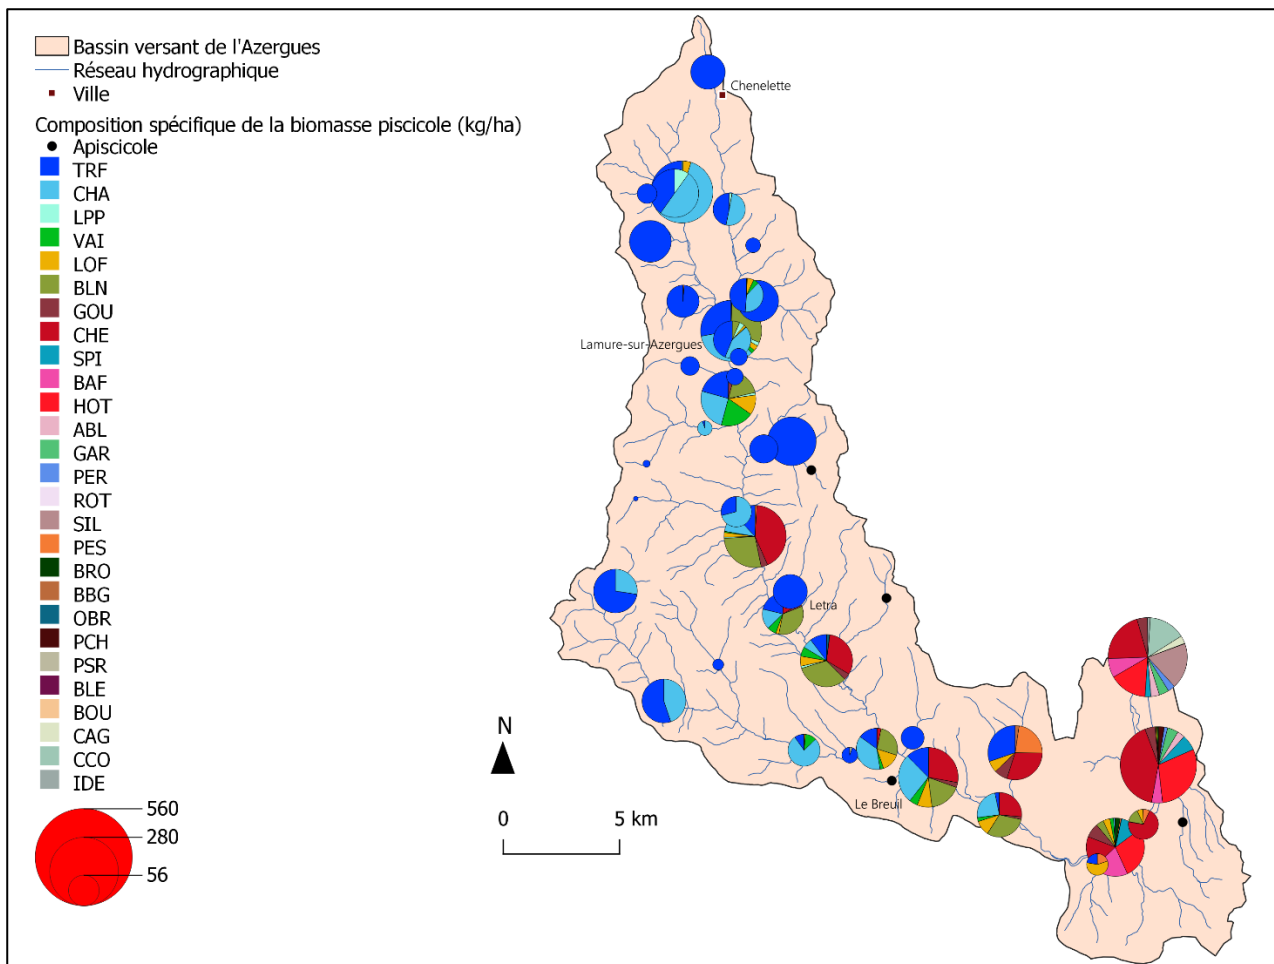 Bassin versant de l'Azergues
Réseau hydrographique
Ville
Composition spécifique de la biomasse piscicole (kg/ha)
Apiscicole
TRF
CHA
LPP
VAI
LOF
BLN
GOU
CHE
SPI
BAF
HOT
ABL
GAR
PER
ROT
SIL
PES
BRO
BBG
OBR
PCH
PSR
BLE
BOU
CAG
CCO
IDE
560
280
56
Chenelette
Lamure-sur-Azergues
Letra
Le Breuil
N
0 5 km